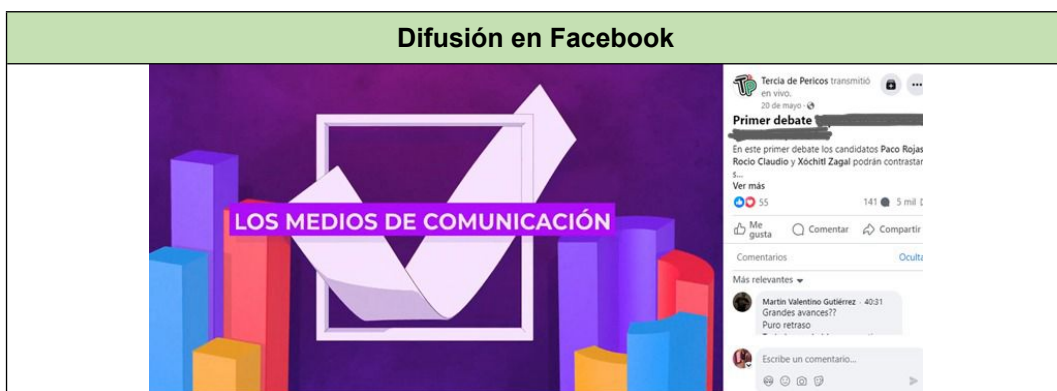 Difusión en Facebook
LOS MEDIOS DE COMUNICACIÓN
Tercia de Pericos transmitió
en vivo.
20 de mayo
Primer debate
En este primer debate los candidatos Paco Rojas
Rocio Claudio y Xóchitl Zagal podrán contrastar
s...
Ver más
55
141 5 mil
Me gusta
Comentar
Compartir
Comentarios
Oculta
Más relevantes
Martin Valentino Gutiérrez · 40:31
Grandes avances??
Puro retraso
Escribe un comentario...